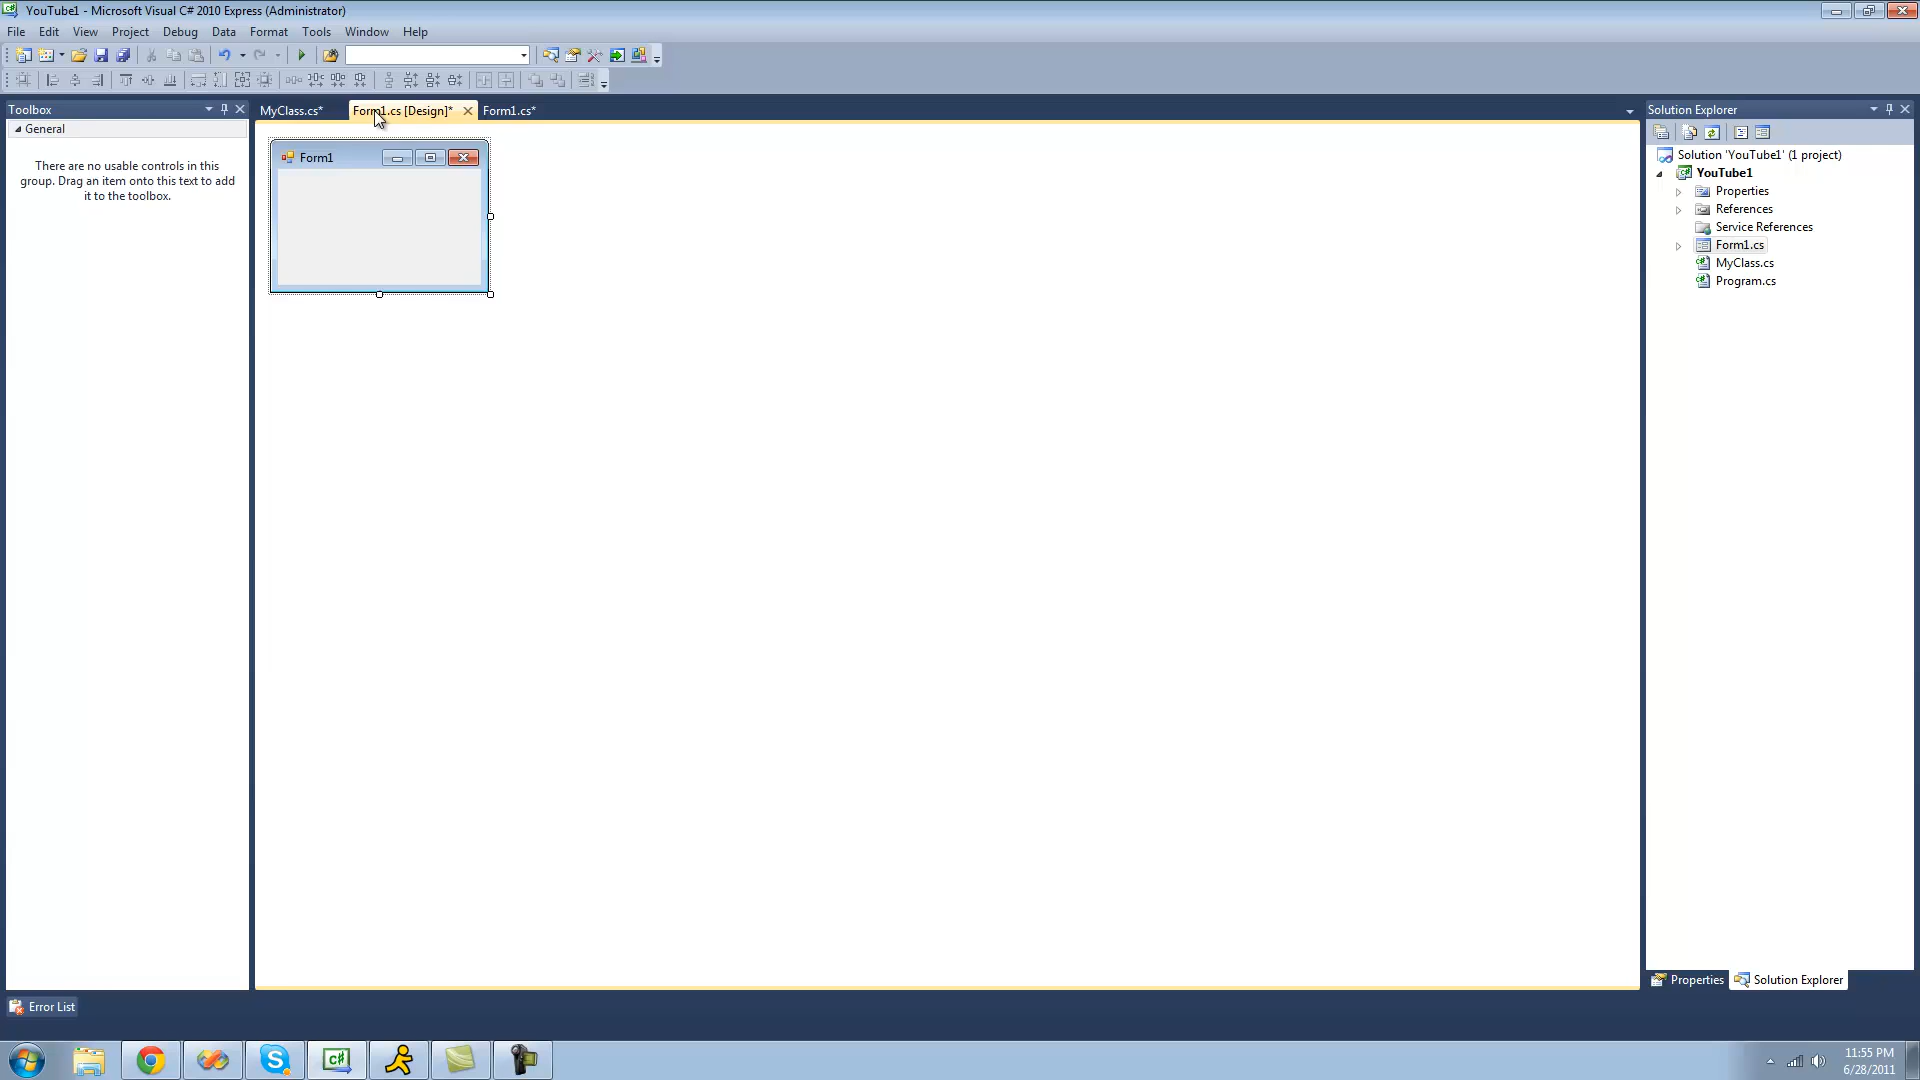 YouTube1 - Microsoft Visual C# 2010 Express (Administrator)
File Edit View Project Debug Data Format Tools Window Help
Toolbox
General
There are no usable controls in this
group. Drag an item onto this text to add
it to the toolbox.
MyClass.cs* Form1.cs [Design]* Form1.cs*
Form1
Solution Explorer
Solution 'YouTube1' (1 project)
YouTube1
Properties
References
Service References
Form1.cs
MyClass.cs
Program.cs
Properties Solution Explorer
Error List
11:55 PM
6/28/2011